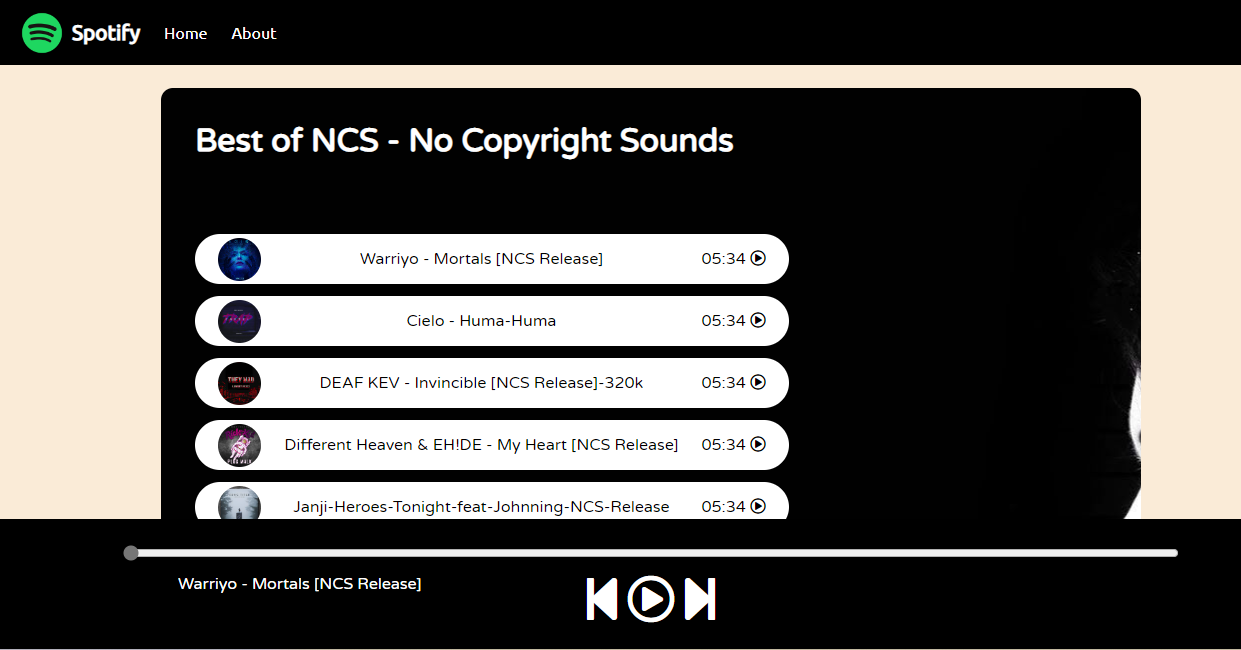 Spotify Home About
Best of NCS - No Copyright Sounds
Warriyo - Mortals [NCS Release] 05:34
Cielo - Huma-Huma 05:34
DEAF KEV - Invincible [NCS Release]-320k 05:34
Different Heaven & EH!DE - My Heart [NCS Release] 05:34
Janji-Heroes-Tonight-feat-Johnning-NCS-Release 05:34
Warriyo - Mortals [NCS Release]